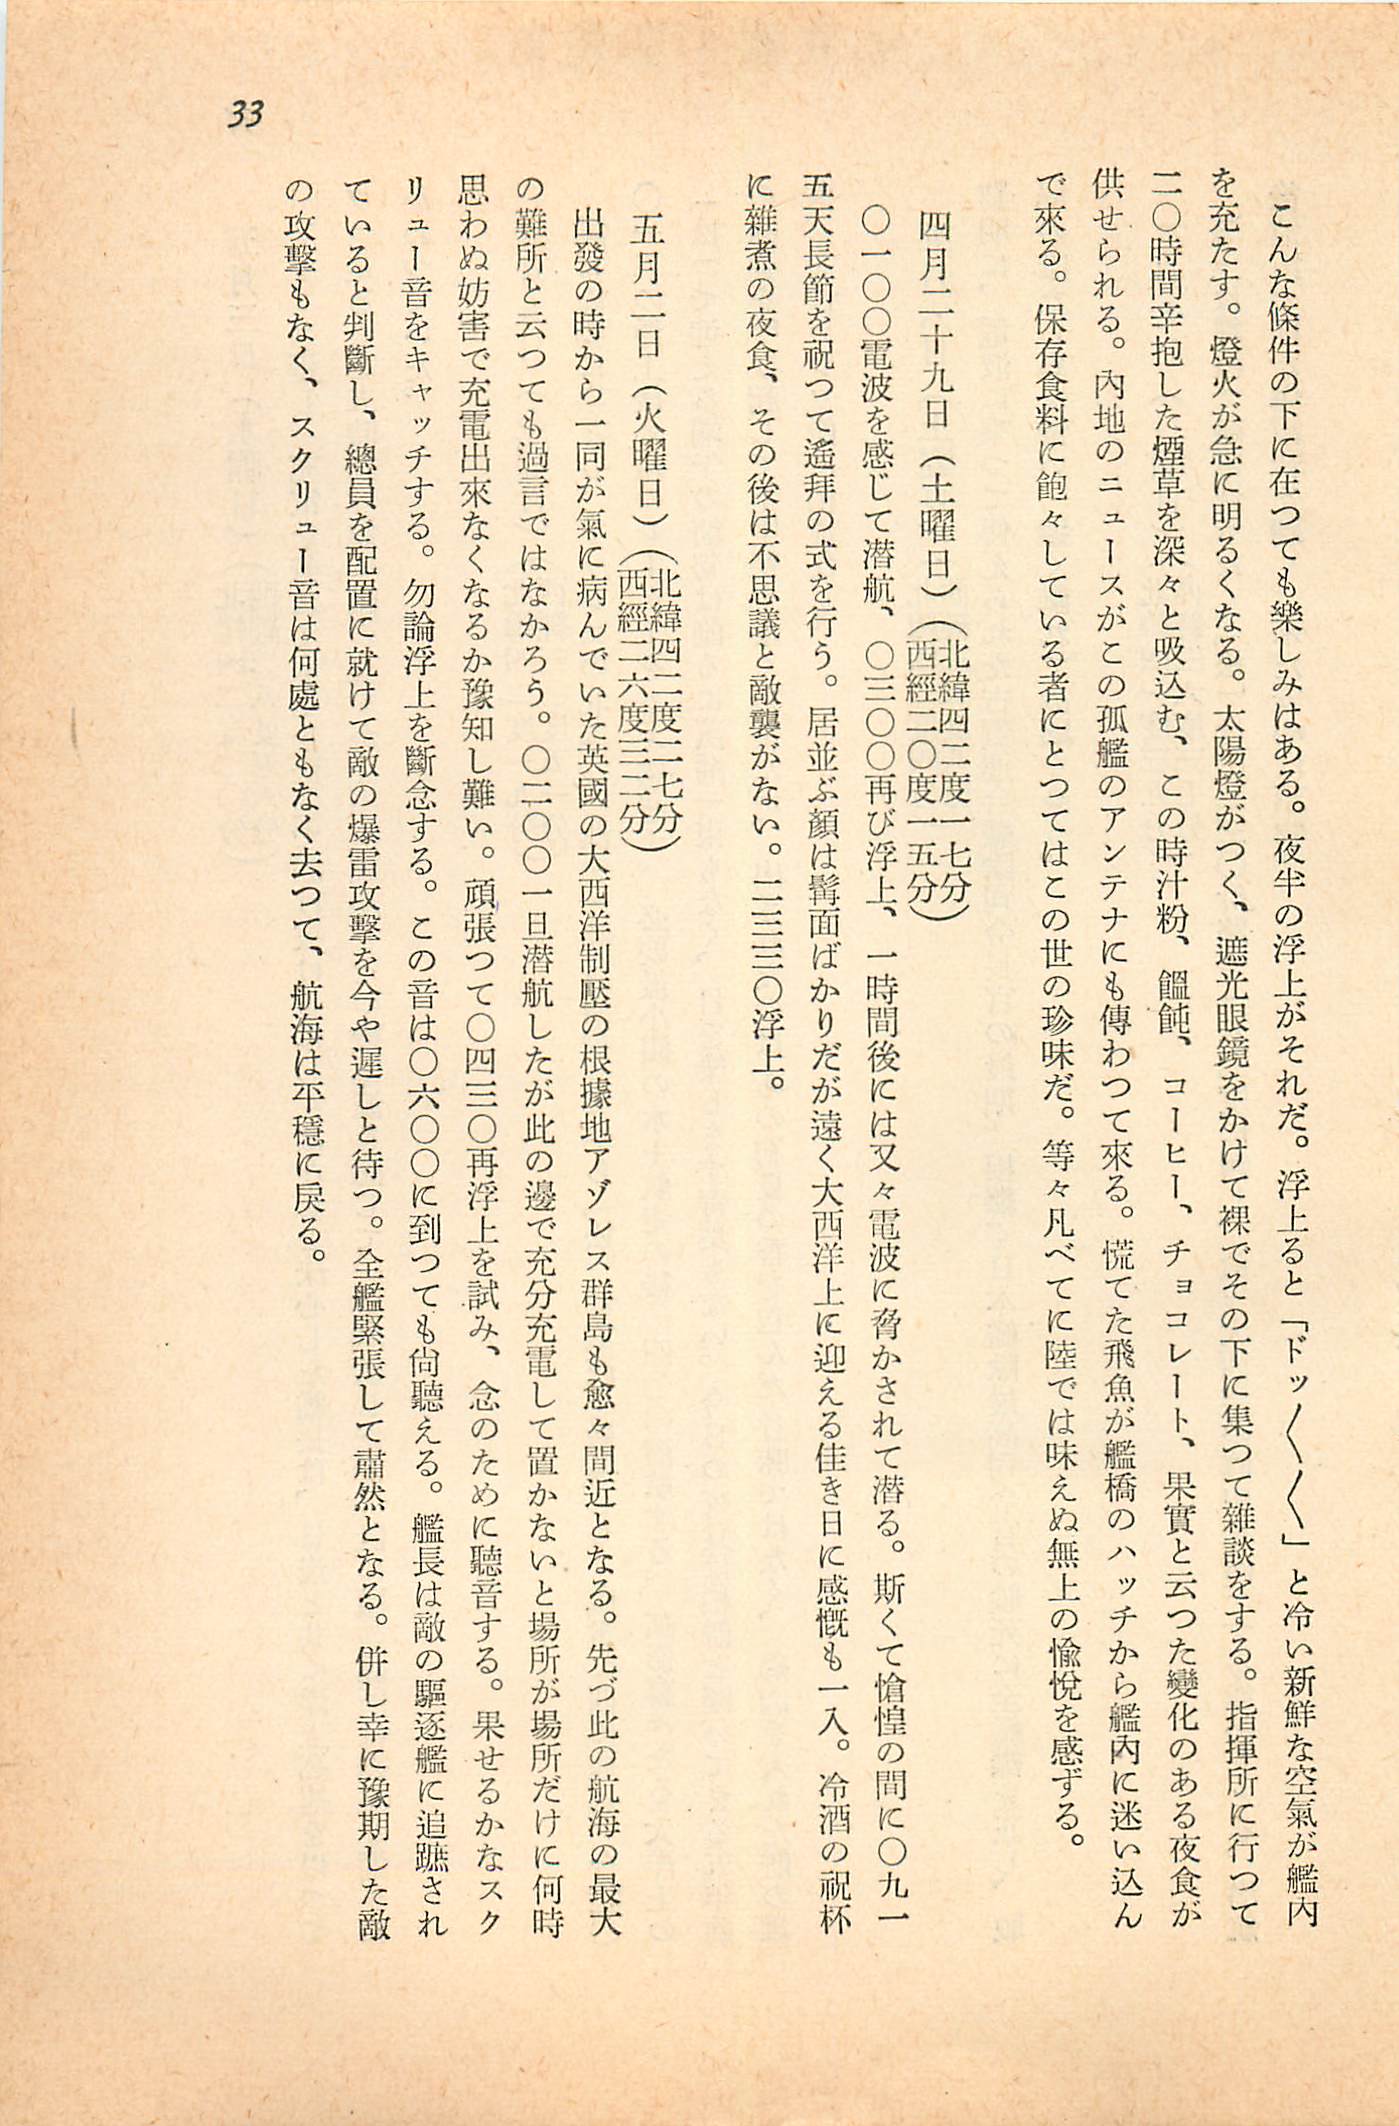 33
こんな條件の下に在つても樂しみはある。夜半の浮上がそれだ。浮上ると「ドッ〱〱」と冷い新鮮な空氣が艦內
を充たす。燈火が急に明るくなる。太陽燈がつく、遮光眼鏡をかけて裸でその下に集つて雜談をする。指揮所に行つて
二〇時間辛抱した煙草を深々と吸込む、この時汁粉、饂飩、コーヒー、チョコレート、果實と云つた變化のある夜食が
供せられる。內地のニュースがこの孤艦のアンテナにも傳わつて來る。慌てた飛魚が艦橋のハッチから艦內に迷い込ん
で來る。保存食料に飽々している者にとつてはこの世の珍味だ。等々凡べてに陸では味えぬ無上の愉悅を感ずる。
四月二十九日（土曜日）（北緯四二度一七分 西經二〇度一五分）
〇一〇〇電波を感じて潛航、〇三〇〇再び浮上、一時間後には又々電波に脅かされて潛る。斯くて愴惶の間に〇九一
五天長節を祝つて遙拜の式を行う。居並ぶ顏は髯面ばかりだが遠く大西洋上に迎える佳き日に感慨も一入。冷酒の祝杯
に雜煮の夜食、その後は不思議と敵襲がない。二三三〇浮上。
五月二日（火曜日）（北緯四二度二七分 西經二六度三二分）
出發の時から一同が氣に病んでいた英國の大西洋制壓の根據地アゾレス群島も愈々間近となる。先づ此の航海の最大
の難所と云つても過言ではなかろう。〇二〇〇一旦潛航したが此の邊で充分充電して置かないと場所が場所だけに何時
思わぬ妨害で充電出來なくなるか豫知し難い。頑張つて〇四三〇再浮上を試み、念のために聽音する。果せるかなスク
リュー音をキャッチする。勿論浮上を斷念する。この音は〇六〇〇に到つても尙聽える。艦長は敵の驅逐艦に追蹠され
ていると判斷し、總員を配置に就けて敵の爆雷攻擊を今や遲しと待つ。全艦緊張して肅然となる。併し幸に豫期した敵
の攻擊もなく、スクリュー音は何處ともなく去つて、航海は平穩に戾る。